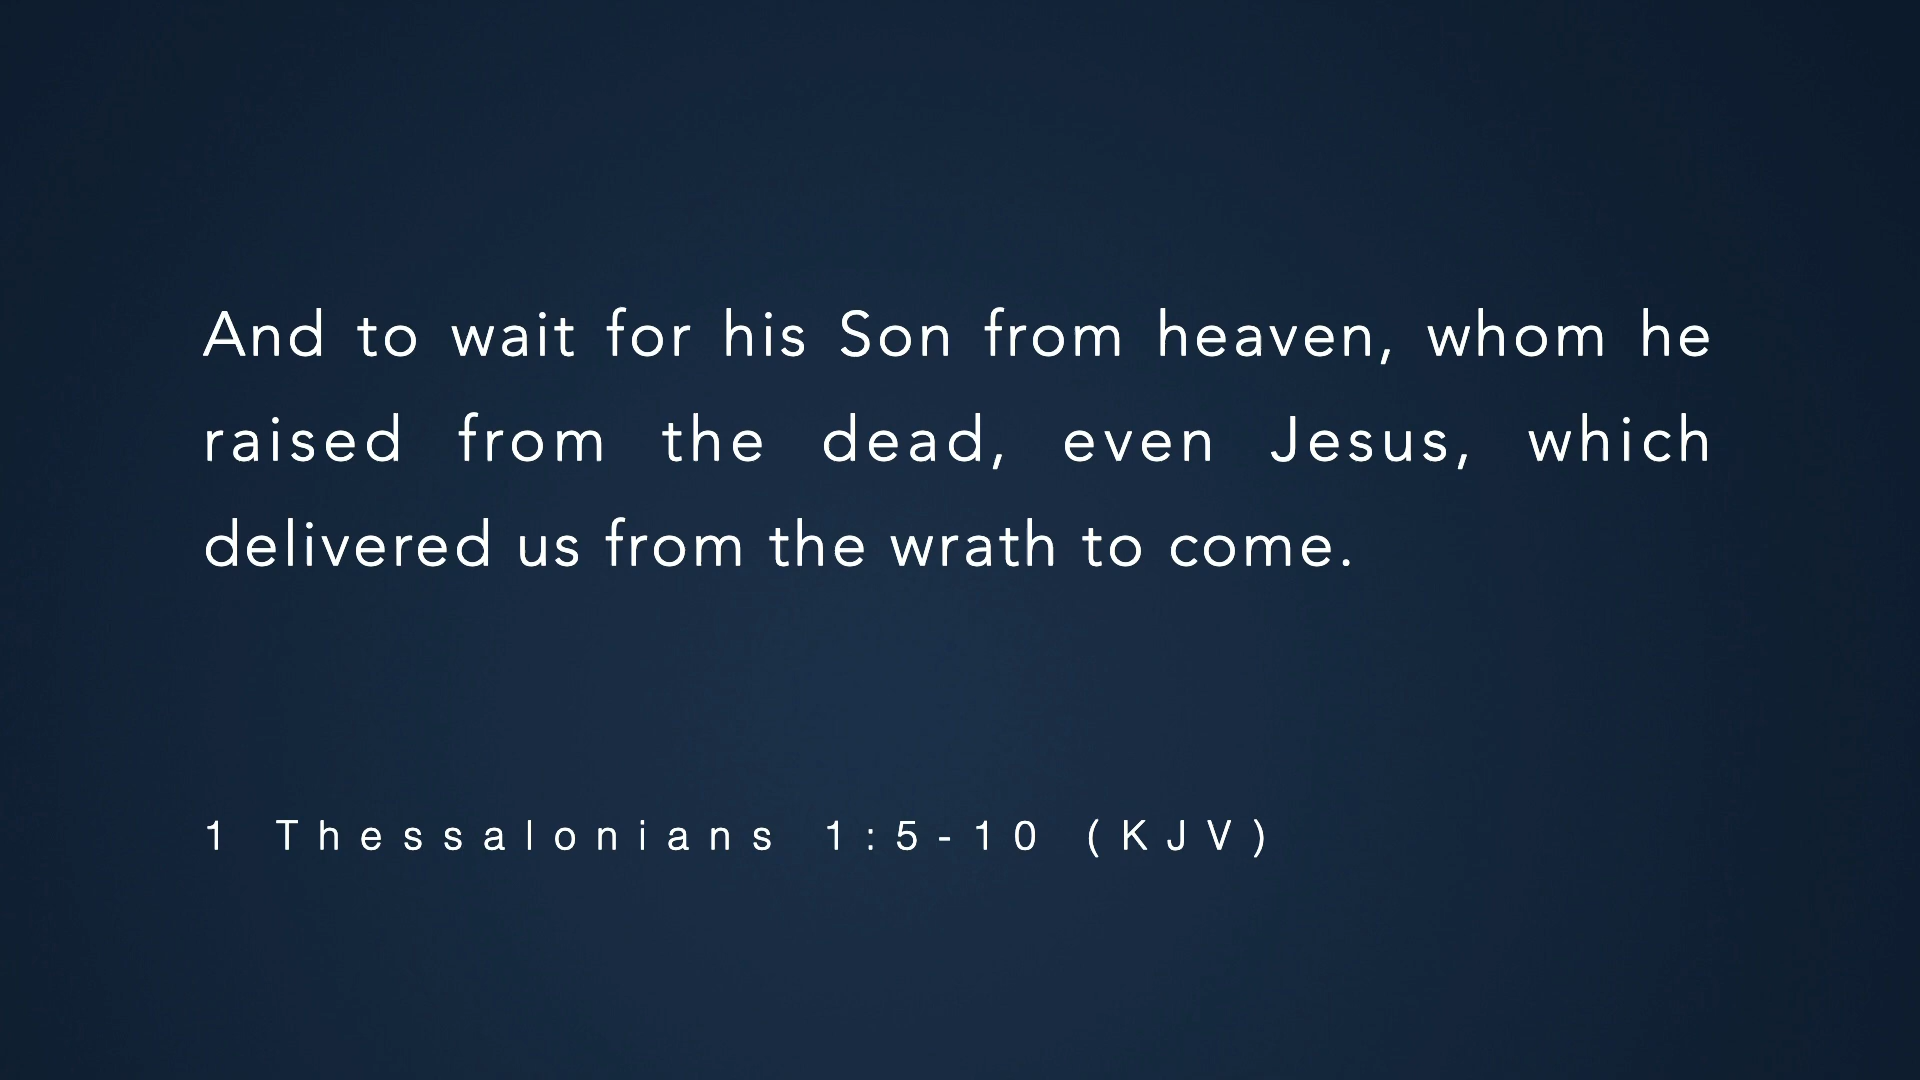 And to wait for his Son from heaven, whom he
raised from the dead, even Jesus, which
delivered us from the wrath to come.
1 Thessalonians 1:5-10 (KJV)